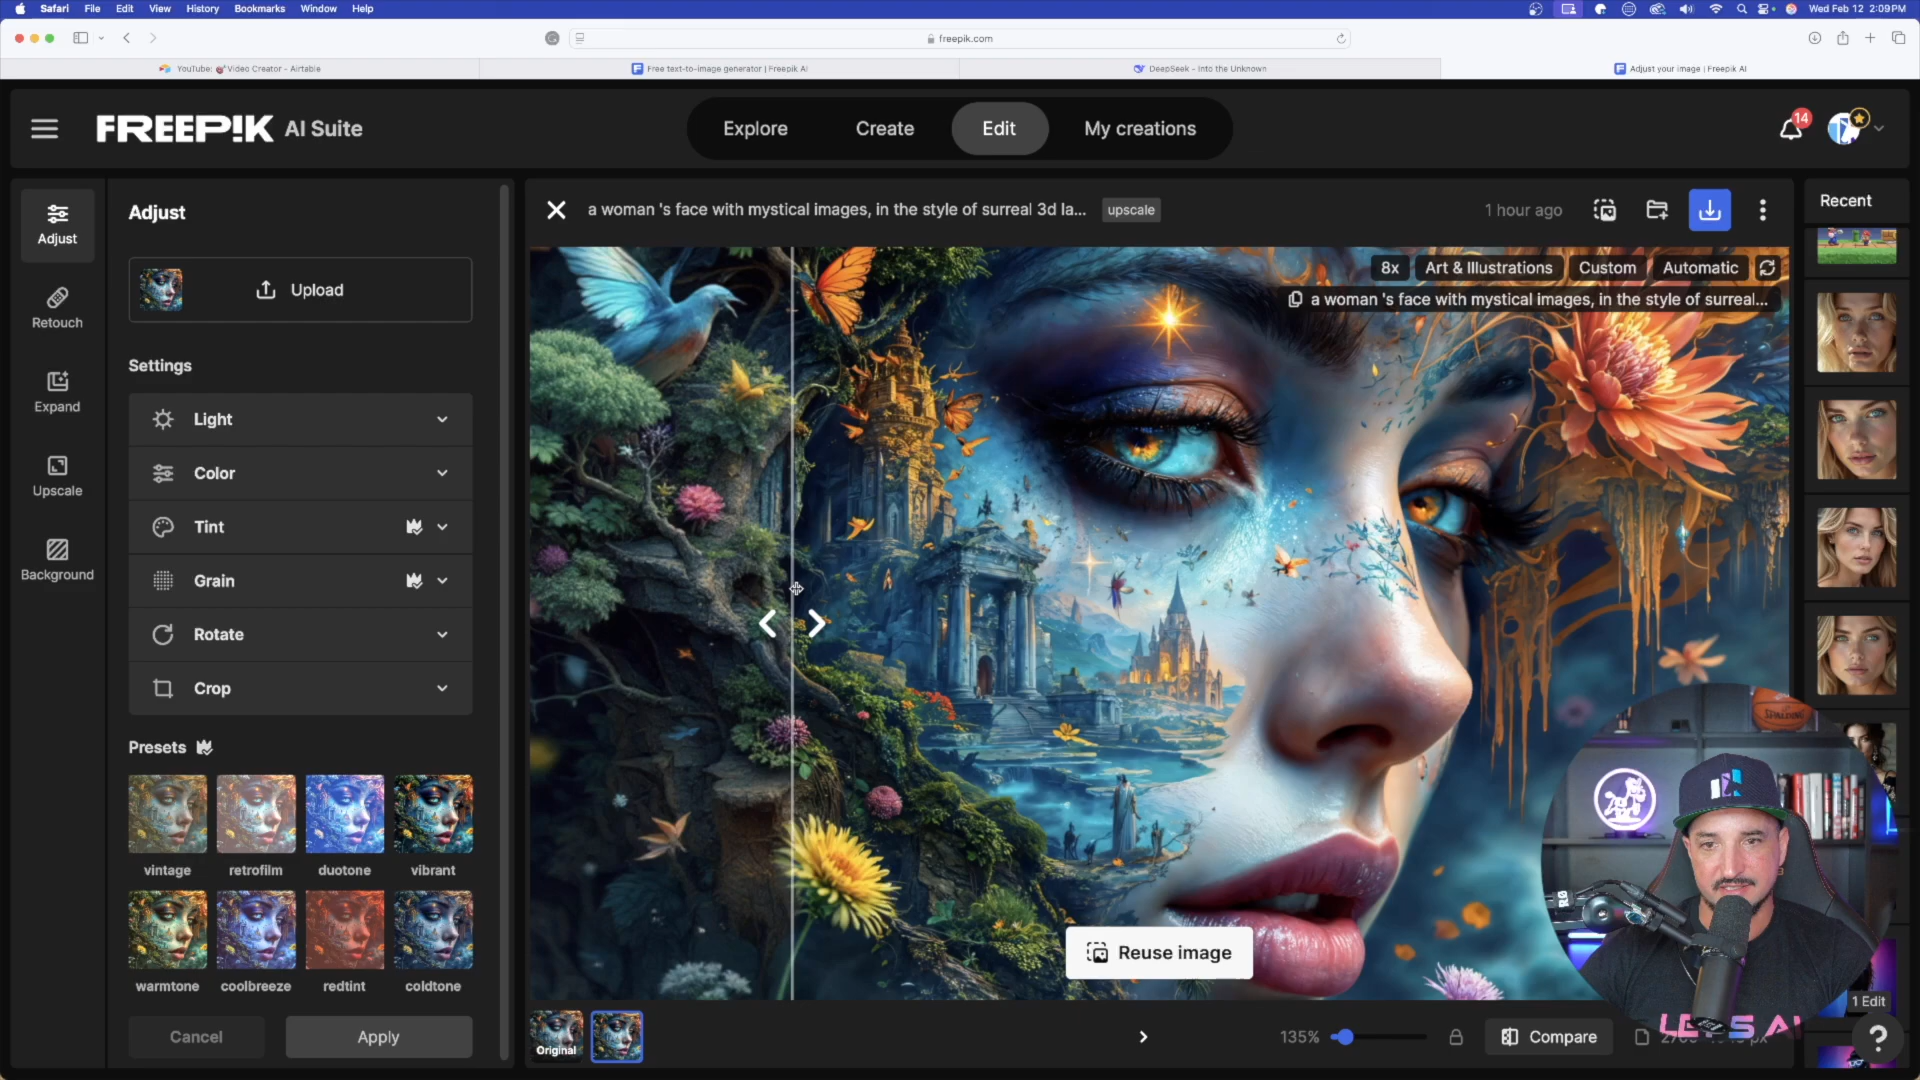 Safari File Edit View History Bookmarks Window Help
Wed Feb 12 2:09 PM
freepik.com
YouTube: Video Creator - Airtable
Free text-to-image generator | Freepik AI
DeepSeek - Into the Unknown
Adjust your image | Freepik AI
FREEP!K AI Suite
Explore
Create
Edit
My creations
14
Adjust
Retouch
Expand
Upscale
Background
Adjust
Upload
Settings
Light
Color
Tint
Grain
Rotate
Crop
Presets
vintage
retrofilm
duotone
vibrant
warmtone
coolbreeze
redtint
coldtone
Cancel
Apply
a woman 's face with mystical images, in the style of surreal 3d la...
upscale
1 hour ago
8x
Art & Illustrations
Custom
Automatic
a woman 's face with mystical images, in the style of surreal...
Reuse image
Original
135%
Compare
Recent
SPALDING
1 Edit
?